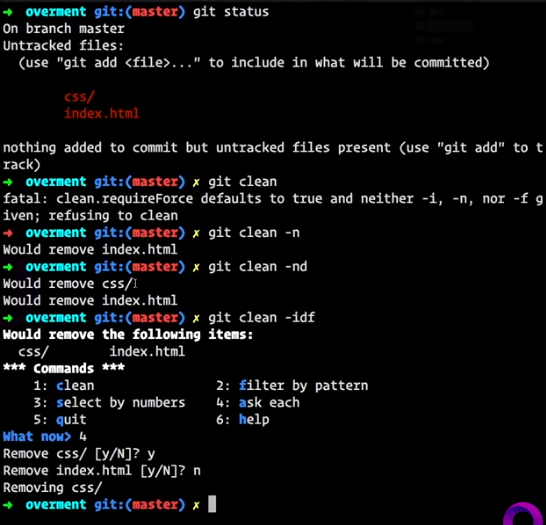 ➜ overment git:(master) git status
On branch master
Untracked files:
  (use "git add <file>..." to include in what will be committed)
        css/
        index.html
nothing added to commit but untracked files present (use "git add" to t
rack)
➜ overment git:(master) ✗ git clean
fatal: clean.requireForce defaults to true and neither -i, -n, nor -f g
iven; refusing to clean
➜ overment git:(master) ✗ git clean -n
Would remove index.html
➜ overment git:(master) ✗ git clean -nd
Would remove css/
Would remove index.html
➜ overment git:(master) ✗ git clean -idf
Would remove the following items:
  css/        index.html
*** Commands ***
    1: clean                2: filter by pattern
    3: select by numbers    4: ask each
    5: quit                 6: help
What now> 4
Remove css/ [y/N]? y
Remove index.html [y/N]? n
Removing css/
➜ overment git:(master) ✗